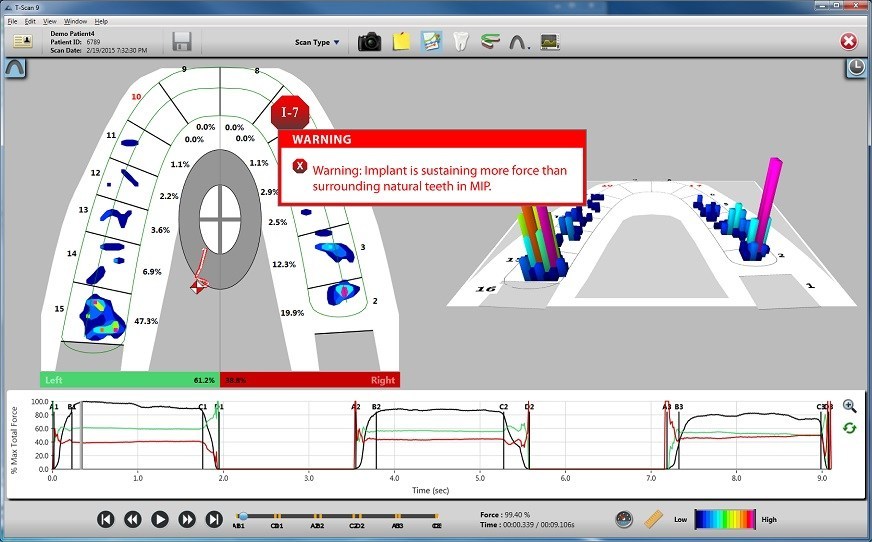 T-Scan 9
File Edit View Window Help
Demo Patient4
Patient ID: 6789
Scan Date: 2/19/2015 7:32:30 PM
Scan Type
9 8
10
I-7
11
12
13
14
15
3
2
0.0% 0.0%
0.0% 0.0%
1.1% 1.1%
2.2% 2.9%
3.6% 2.5%
6.9% 12.3%
47.3% 19.9%
WARNING
X Warning: Implant is sustaining more force than
surrounding natural teeth in MIP.
16 2 1
Left 61.2% 38.8% Right
% Max Total Force
100.0
80.0
60.0
40.0
20.0
0.0
A1 B1 C1 D1 A2 B2 C2 D2 A3 B3 C3 D3
0.0 1.0 2.0 3.0 4.0 5.0 6.0 7.0 8.0 9.0
Time (sec)
Force : 99.40 %
Time : 00:00.339 / 00:09.106s
Low High